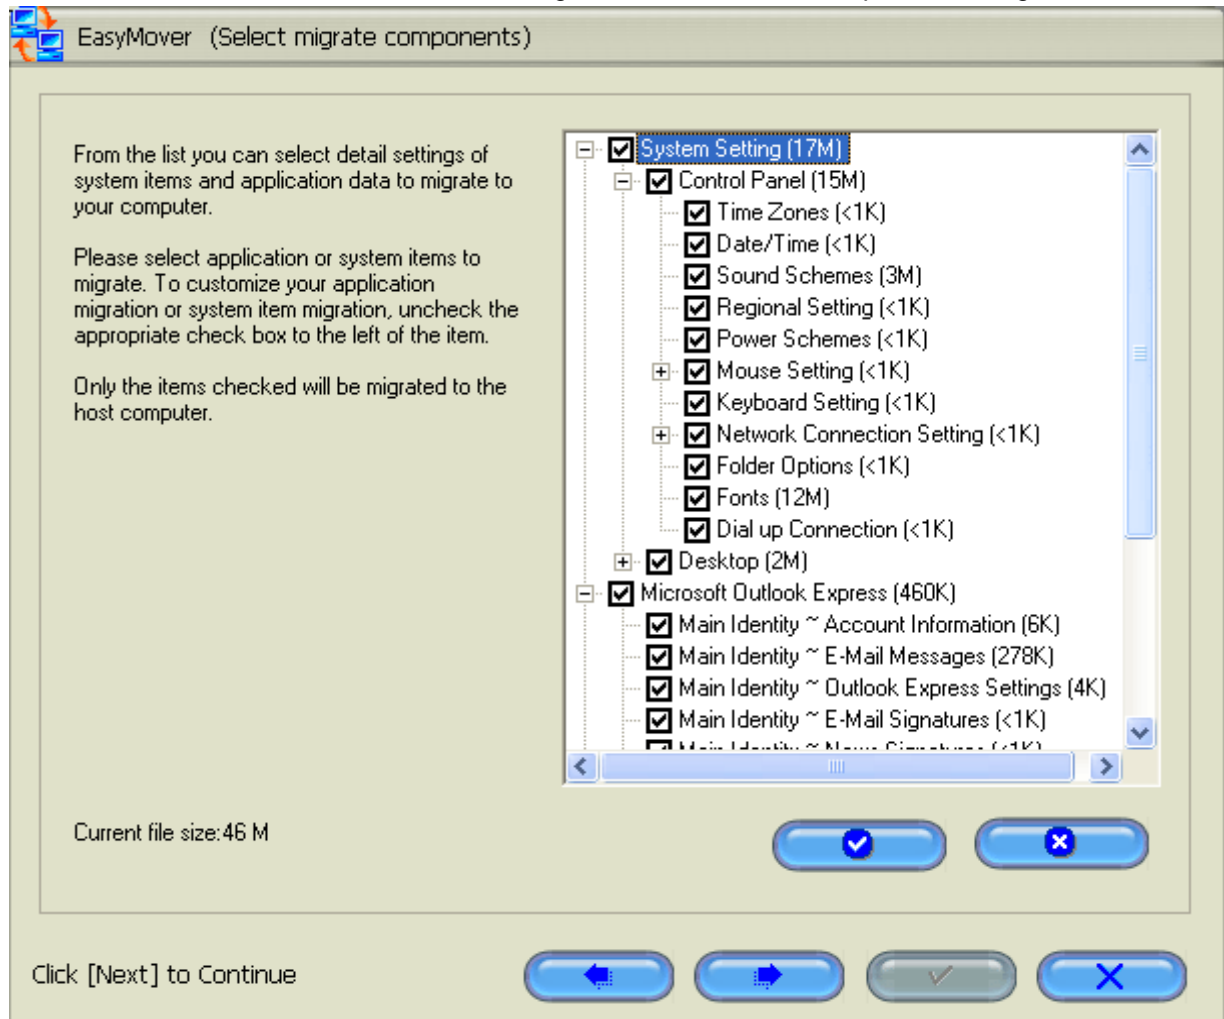 EasyMover (Select migrate components)
From the list you can select detail settings of
system items and application data to migrate to
your computer.
Please select application or system items to
migrate. To customize your application
migration or system item migration, uncheck the
appropriate check box to the left of the item.
Only the items checked will be migrated to the
host computer.
System Setting (17M)
Control Panel (15M)
Time Zones (<1K)
Date/Time (<1K)
Sound Schemes (3M)
Regional Setting (<1K)
Power Schemes (<1K)
Mouse Setting (<1K)
Keyboard Setting (<1K)
Network Connection Setting (<1K)
Folder Options (<1K)
Fonts (12M)
Dial up Connection (<1K)
Desktop (2M)
Microsoft Outlook Express (460K)
Main Identity ~ Account Information (6K)
Main Identity ~ E-Mail Messages (278K)
Main Identity ~ Outlook Express Settings (4K)
Main Identity ~ E-Mail Signatures (<1K)
Main Identity ~ News Signatures (<1K)
Current file size:46 M
Click [Next] to Continue